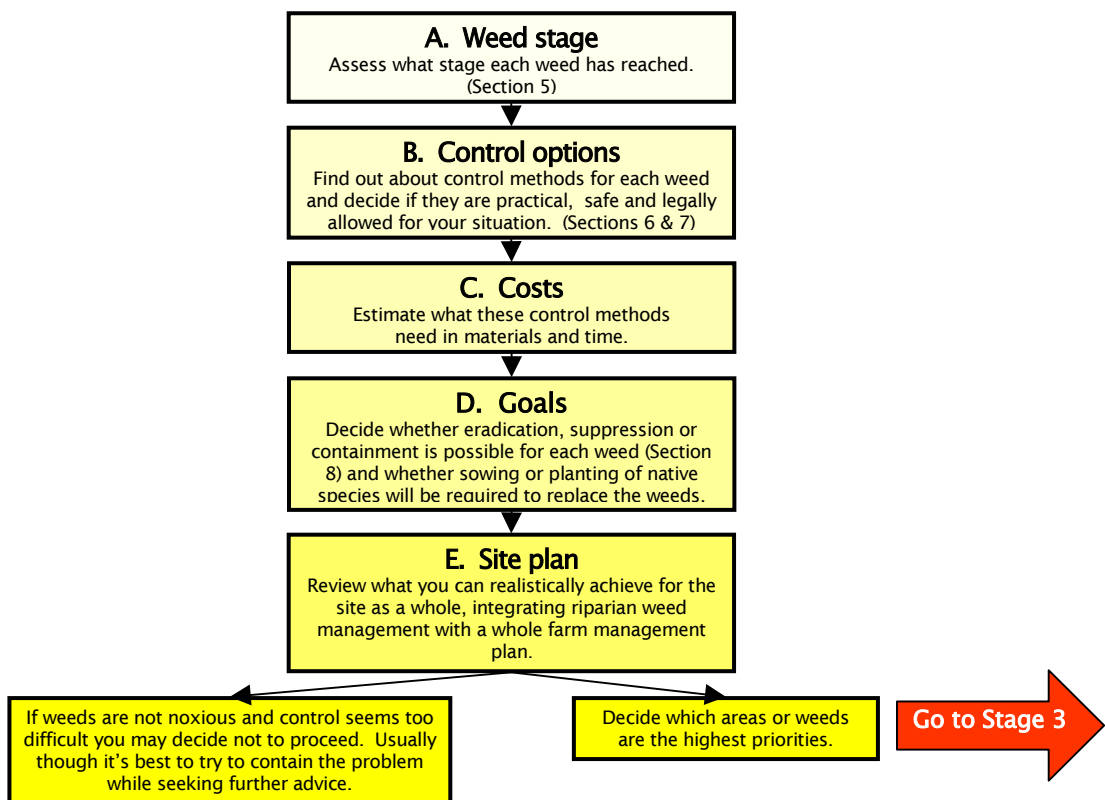 A. Weed stage
Assess what stage each weed has reached.
(Section 5)
B. Control options
Find out about control methods for each weed
and decide if they are practical, safe and legally
allowed for your situation. (Sections 6 & 7)
C. Costs
Estimate what these control methods
need in materials and time.
D. Goals
Decide whether eradication, suppression or
containment is possible for each weed (Section
8) and whether sowing or planting of native
species will be required to replace the weeds.
E. Site plan
Review what you can realistically achieve for the
site as a whole, integrating riparian weed
management with a whole farm management
plan.
If weeds are not noxious and control seems too
difficult you may decide not to proceed. Usually
though it's best to try to contain the problem
while seeking further advice.
Decide which areas or weeds
are the highest priorities.
Go to Stage 3